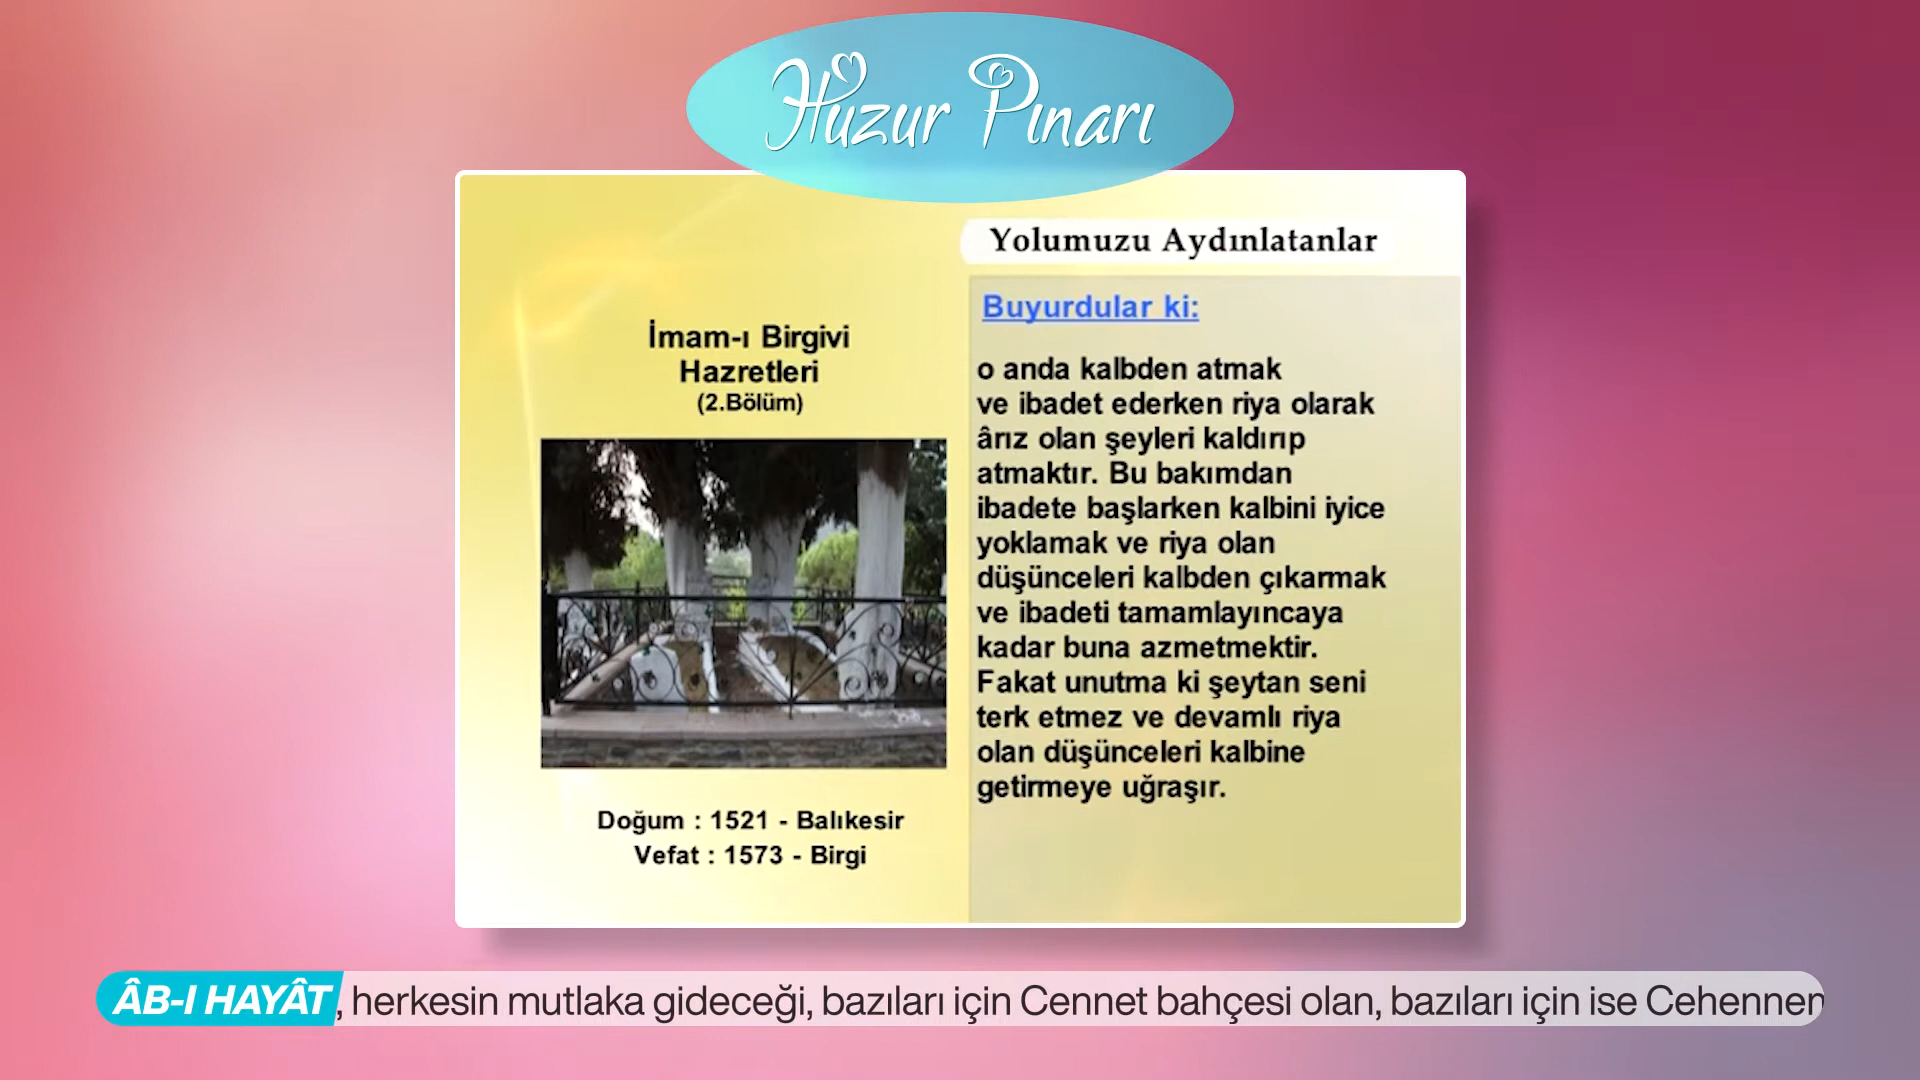 Huzur Pınarı
Yolumuzu Aydınlatanlar
İmam-ı Birgivi
Hazretleri
(2.Bölüm)
Doğum : 1521 - Balıkesir
Vefat : 1573 - Birgi
Buyurdular ki:
o anda kalbden atmak
ve ibadet ederken riya olarak
ârız olan şeyleri kaldırıp
atmaktır. Bu bakımdan
ibadete başlarken kalbini iyice
yoklamak ve riya olan
düşünceleri kalbden çıkarmak
ve ibadeti tamamlayıncaya
kadar buna azmetmektir.
Fakat unutma ki şeytan seni
terk etmez ve devamlı riya
olan düşünceleri kalbine
getirmeye uğraşır.
ÂB-I HAYÂT , herkesin mutlaka gideceği, bazıları için Cennet bahçesi olan, bazıları için ise Cehennem